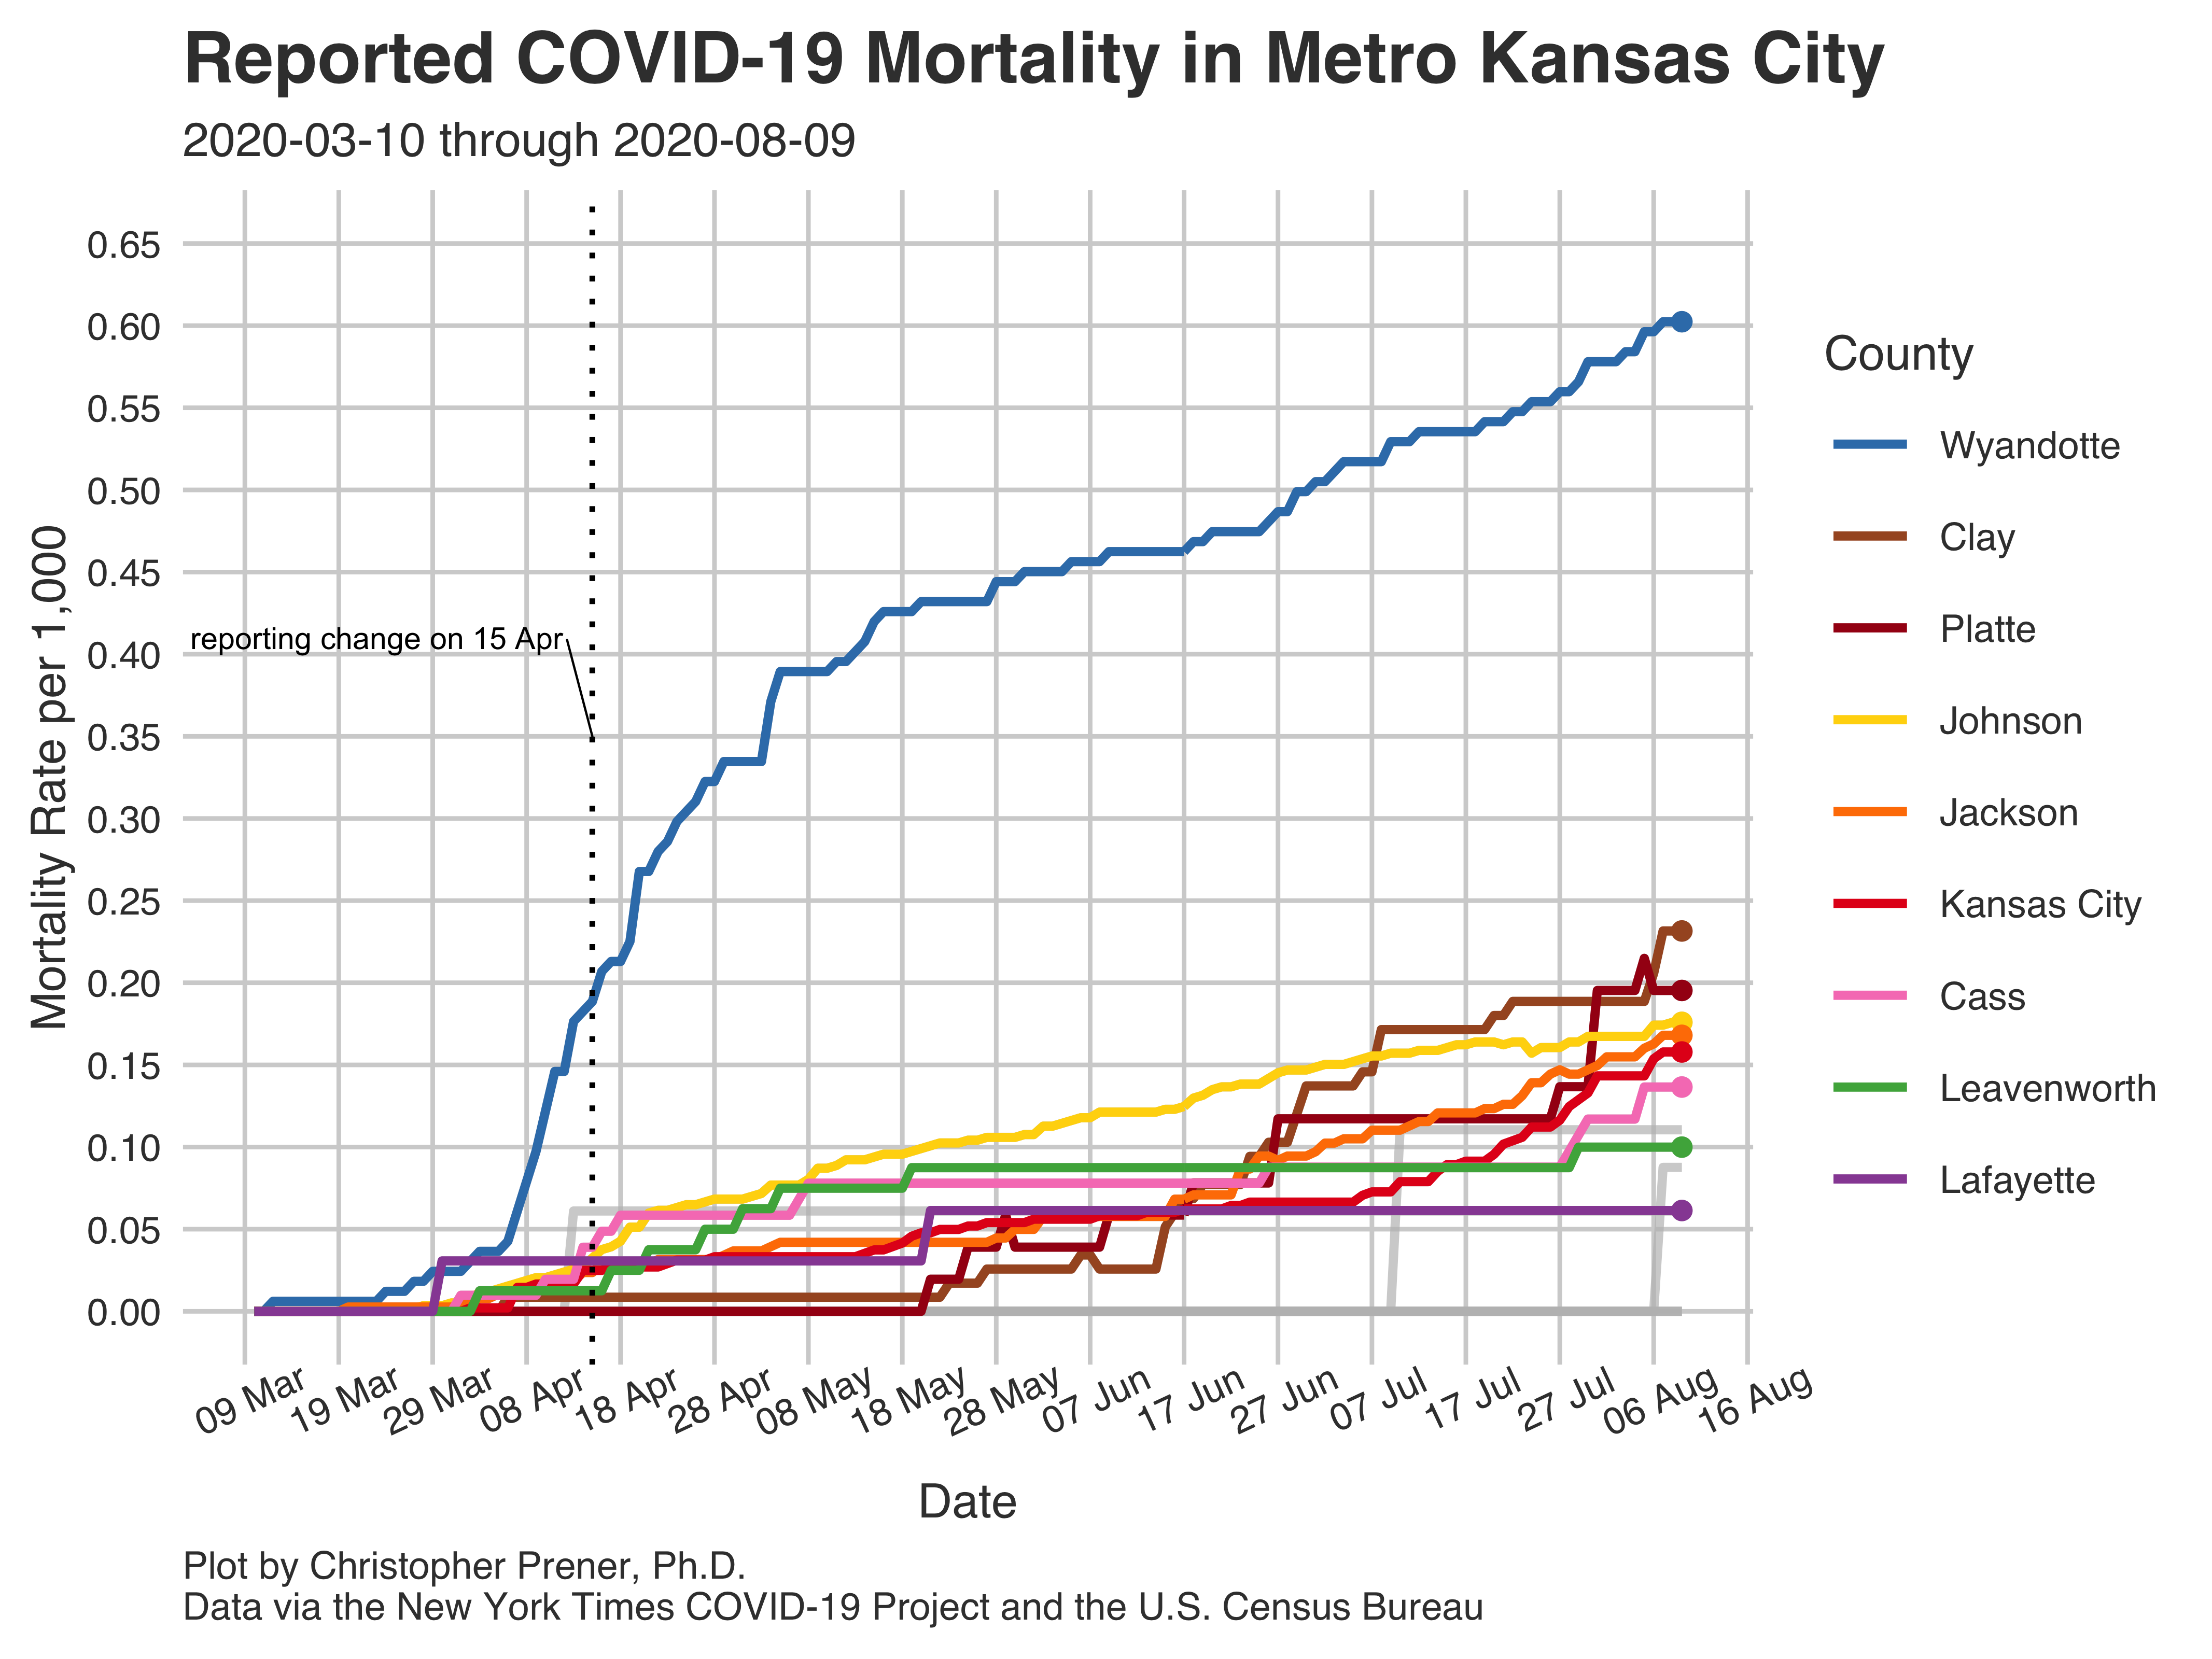 Reported COVID-19 Mortality in Metro Kansas City
2020-03-10 through 2020-08-09
Mortality Rate per 1,000
0.65
0.60
0.55
0.50
0.45
0.40
0.35
0.30
0.25
0.20
0.15
0.10
0.05
0.00
reporting change on 15 Apr
09 Mar
19 Mar
29 Mar
08 Apr
18 Apr
28 Apr
08 May
18 May
28 May
07 Jun
17 Jun
27 Jun
07 Jul
17 Jul
27 Jul
06 Aug
16 Aug
Date
County
Wyandotte
Clay
Platte
Johnson
Jackson
Kansas City
Cass
Leavenworth
Lafayette
Plot by Christopher Prener, Ph.D.
Data via the New York Times COVID-19 Project and the U.S. Census Bureau